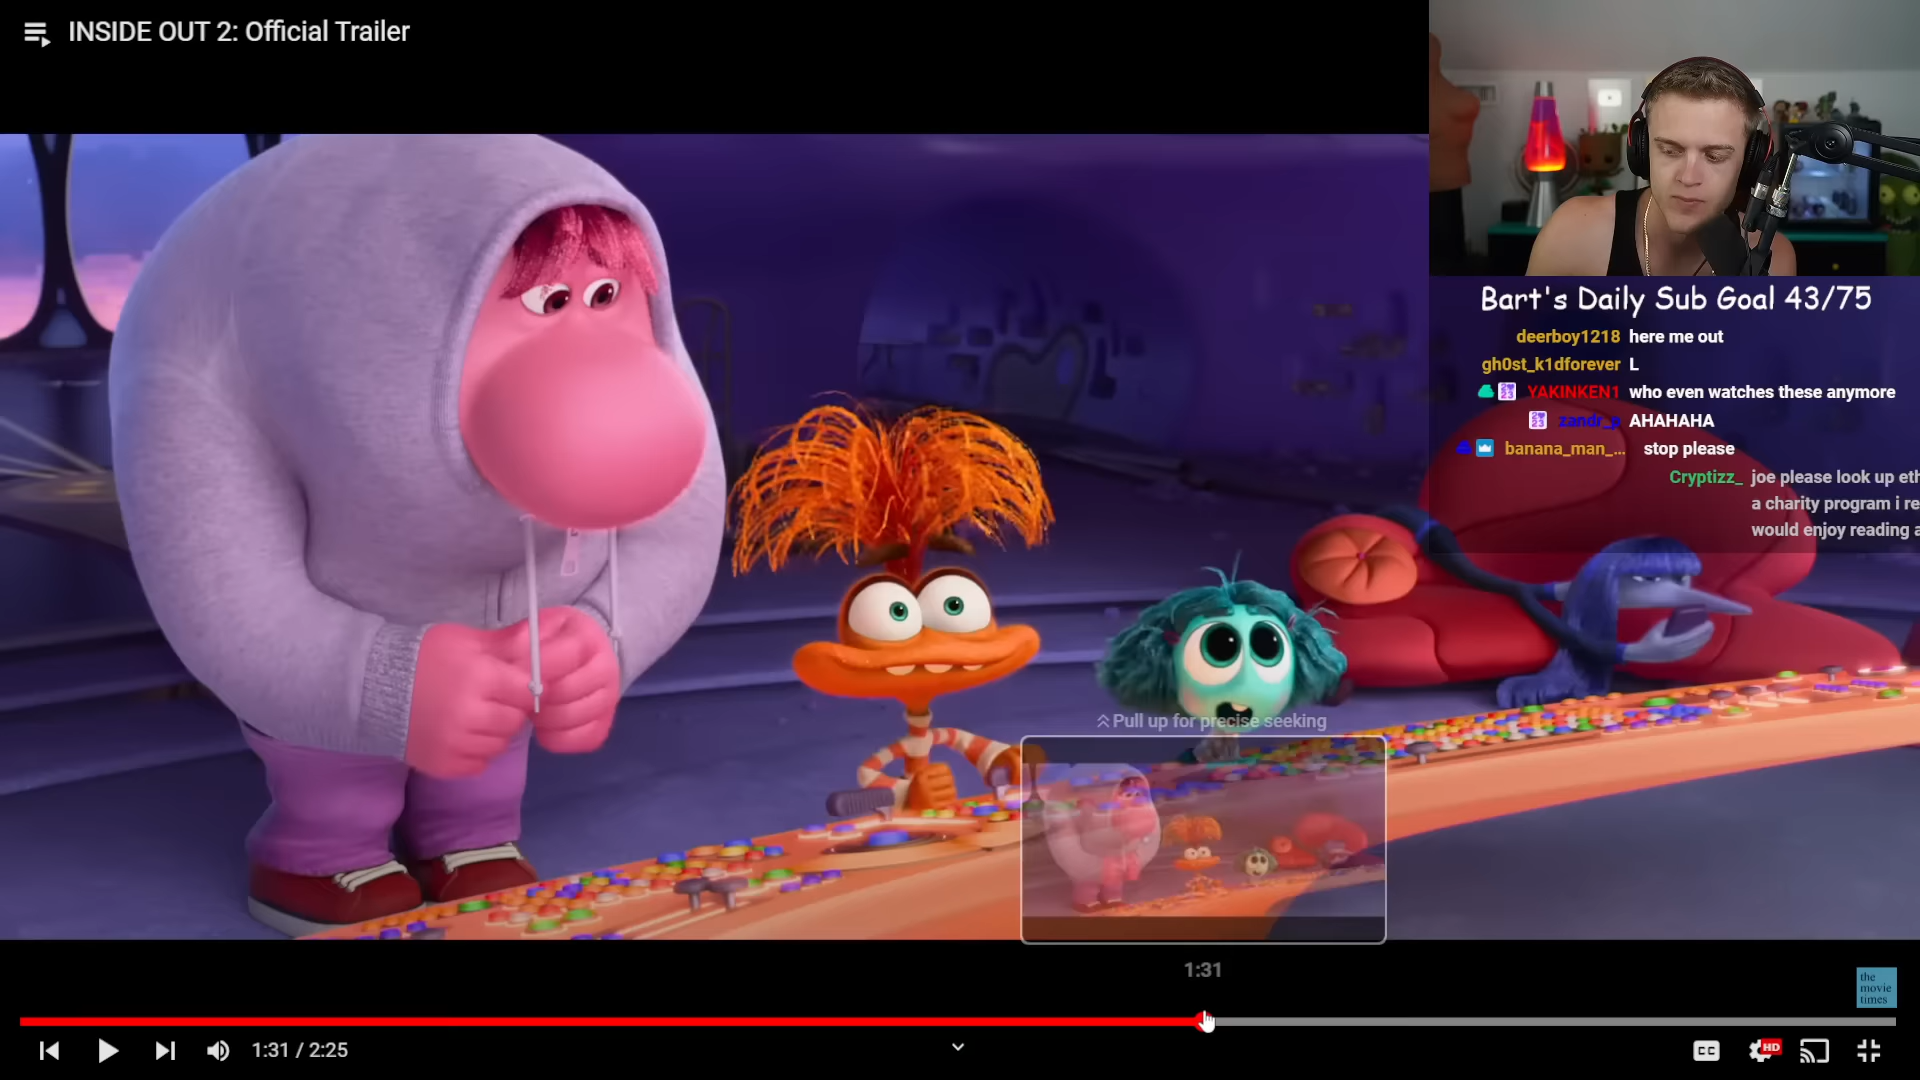 INSIDE OUT 2: Official Trailer
Bart's Daily Sub Goal 43/75
deerboy1218 here me out
gh0st_k1dforever L
YAKINKEN1 who even watches these anymore
zandr_p AHAHAHA
banana_man_... stop please
Cryptizz_ joe please look up eth
a charity program i re
would enjoy reading a
Pull up for precise seeking
1:31
the
movie
times
1:31 / 2:25
CC
HD